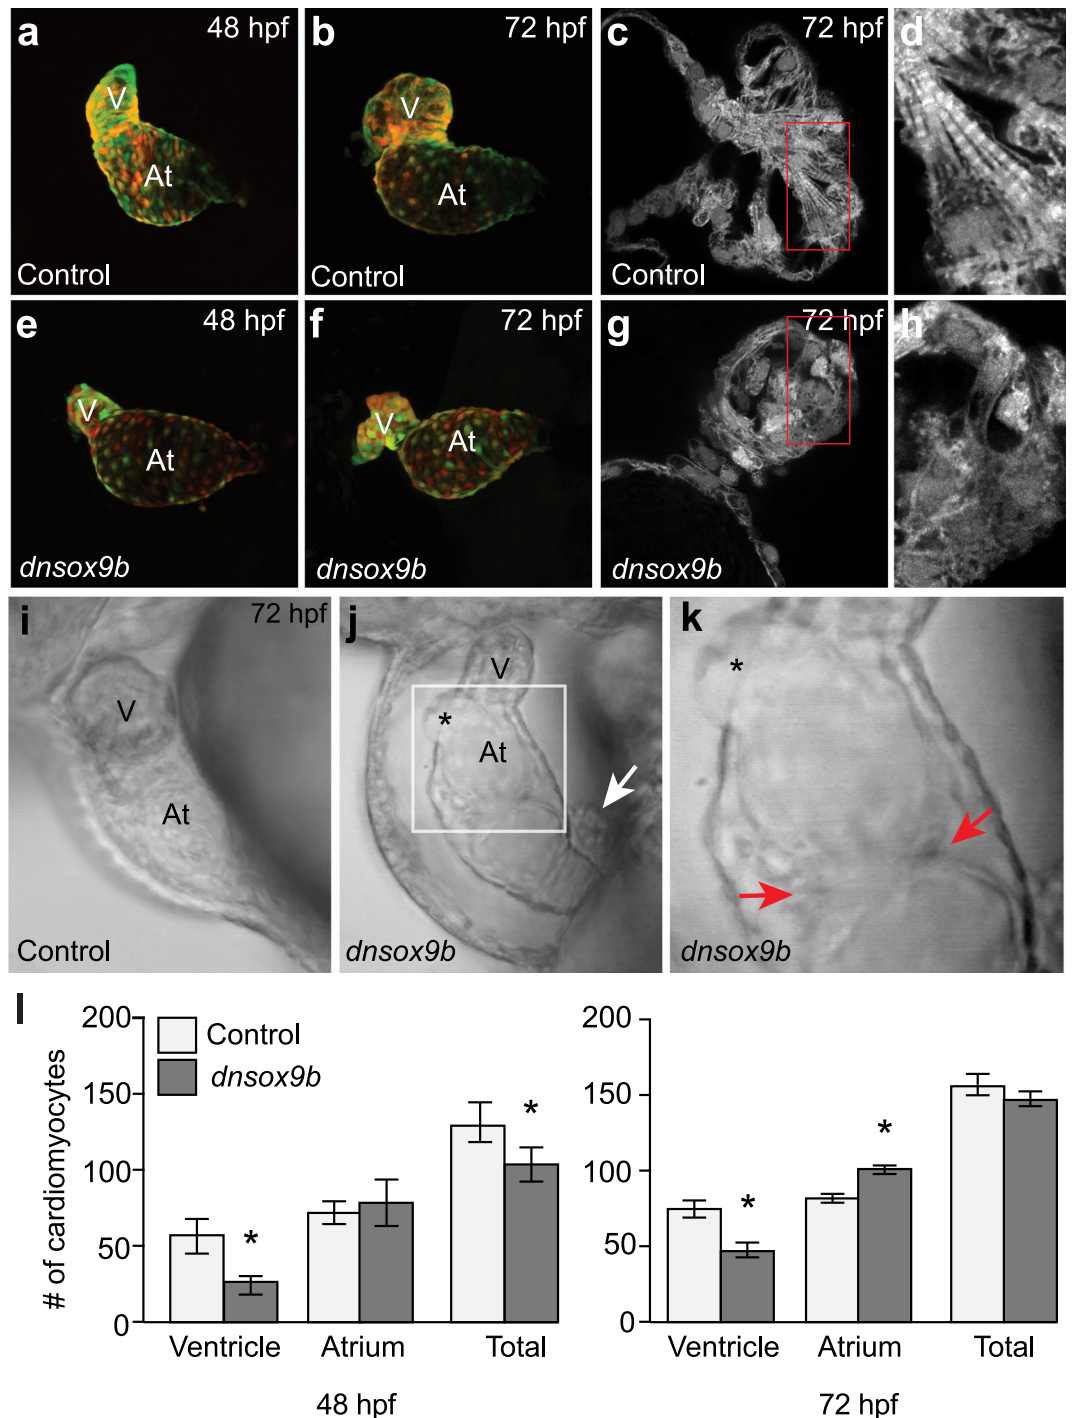 a 48 hpf
V
At
Control
b 72 hpf
V
At
c 72 hpf
Control
d
e 48 hpf
V
At
dnsox9b
f 72 hpf
V
At
g 72 hpf
dnsox9b
h
i 72 hpf
V
At
Control
j
V
*
At
dnsox9b
k
*
dnsox9b
l
# of cardiomyocytes
200
150
100
50
0
Control
dnsox9b
*
*
Ventricle Atrium Total
48 hpf
200
150
100
50
0
*
*
Ventricle Atrium Total
72 hpf